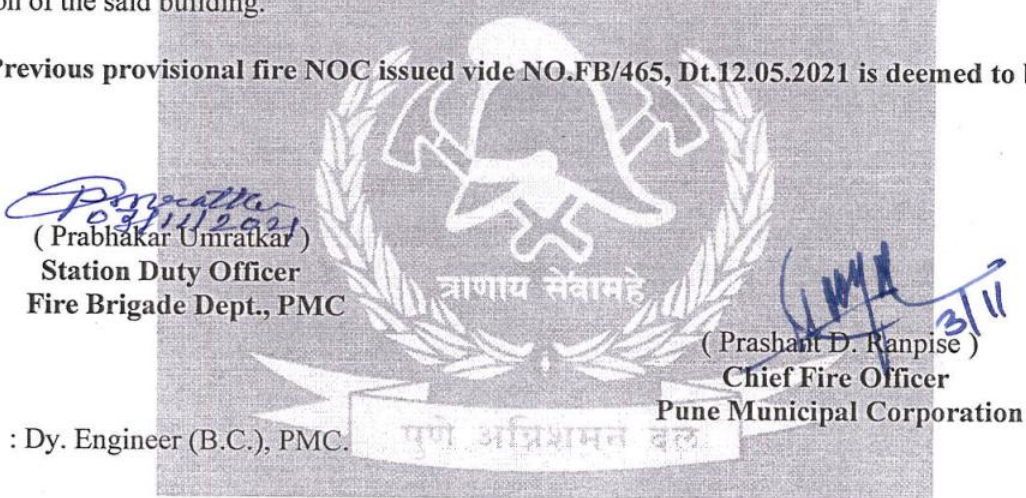 on of the said building.
Previous provisional fire NOC issued vide NO.FB/465, Dt.12.05.2021 is deemed to
03/11/2021
( Prabhakar Umratkar )
Station Duty Officer
Fire Brigade Dept., PMC
त्राणाय सेवामहे
3/11
( Prashant D. Ranpise )
Chief Fire Officer
Pune Municipal Corporation
: Dy. Engineer (B.C.), PMC.
पुणे अग्निशमन दल